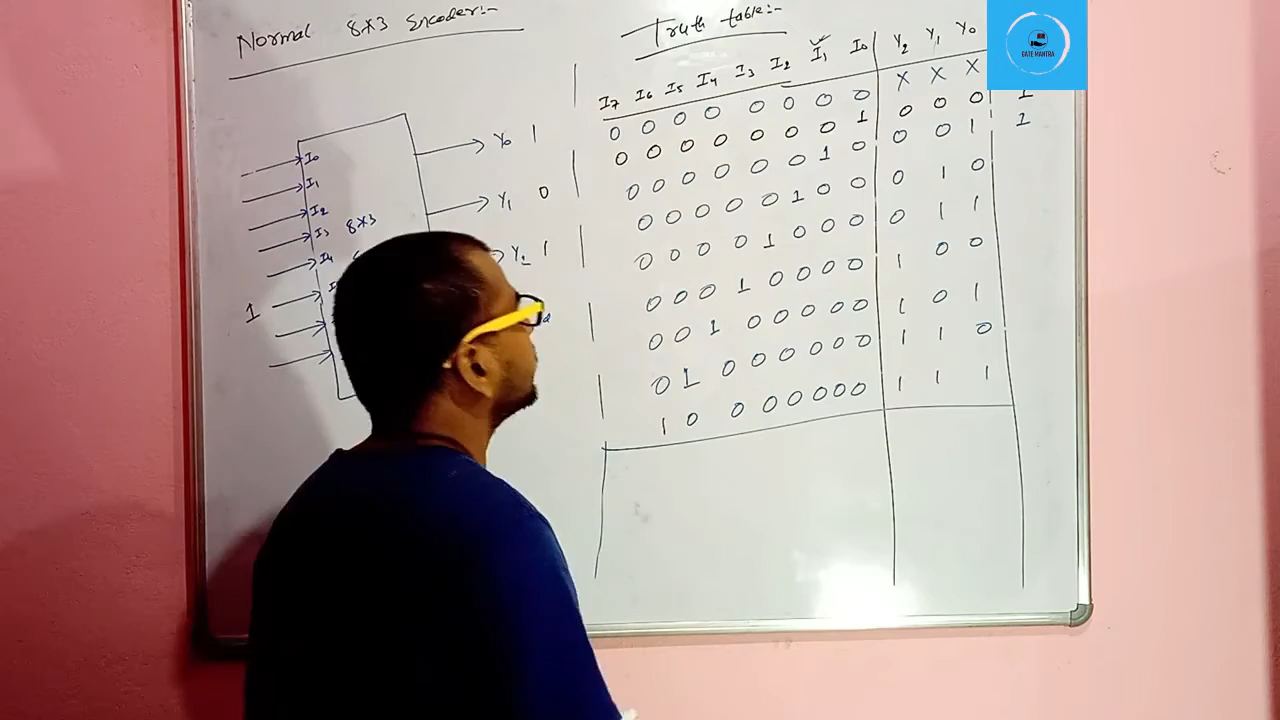 Normal 8×3 Encoder:-
Truth table:-
GATE MANTRA
I7 I6 I5 I4 I3 I2 I1 I0 Y2 Y1 Y0
0 0 0 0 0 0 0 0 X X X 1
0 0 0 0 0 0 0 1 0 0 0 1
0 0 0 0 0 0 1 0 0 0 1
0 0 0 0 0 1 0 0 0 1 0
0 0 0 0 1 0 0 0 0 1 1
0 0 0 1 0 0 0 0 1 0 0
0 0 1 0 0 0 0 0 1 0 1
0 1 0 0 0 0 0 0 1 1 0
1 0 0 0 0 0 0 0 1 1 1
I0
I1
I2
I3
I4
1
8×3
Y0 1
Y1 0
Y2 1